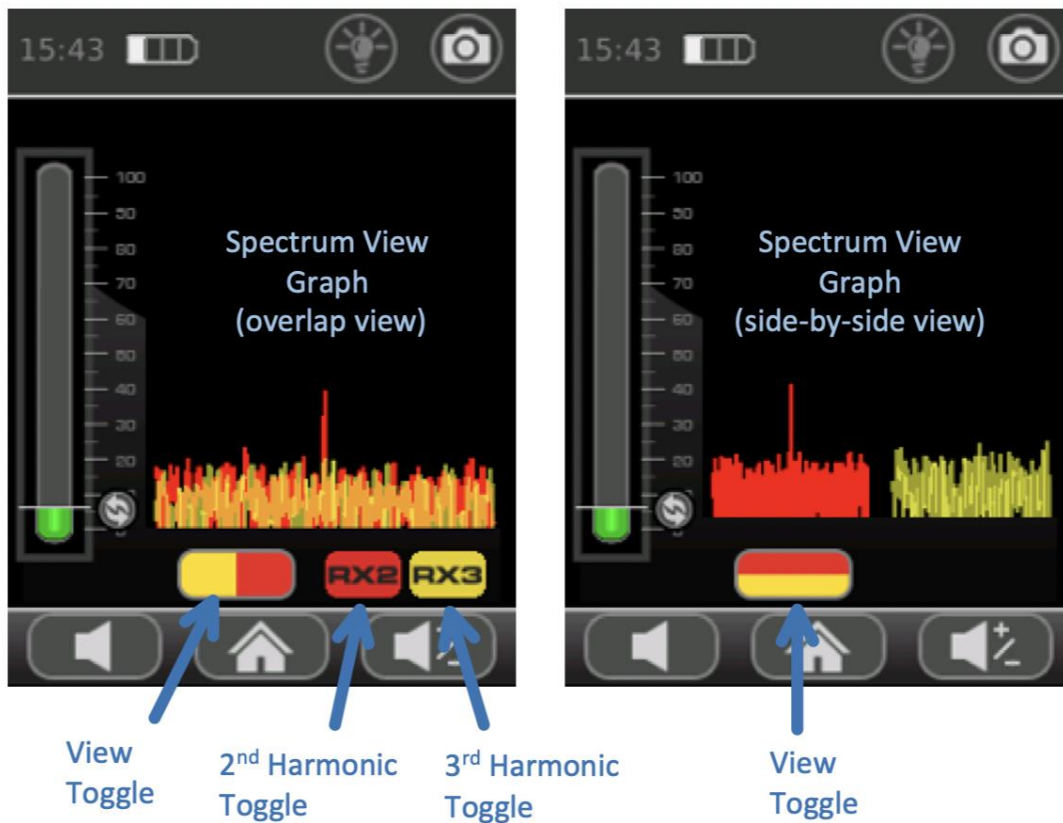 15:43
100
90
80
70
60
50
40
30
20
Spectrum View
Graph
(overlap view)
RX2 RX3
View
Toggle
2nd Harmonic
Toggle
3rd Harmonic
Toggle
15:43
100
90
80
70
60
50
40
30
20
Spectrum View
Graph
(side-by-side view)
View
Toggle